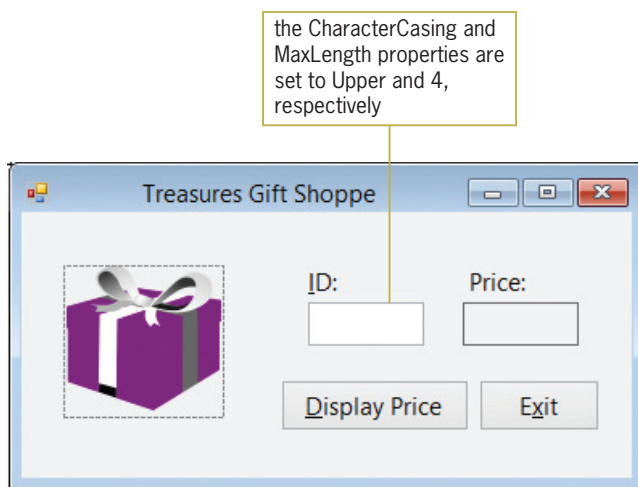 the CharacterCasing and
MaxLength properties are
set to Upper and 4,
respectively
Treasures Gift Shoppe
ID:
Price:
Display Price
Exit